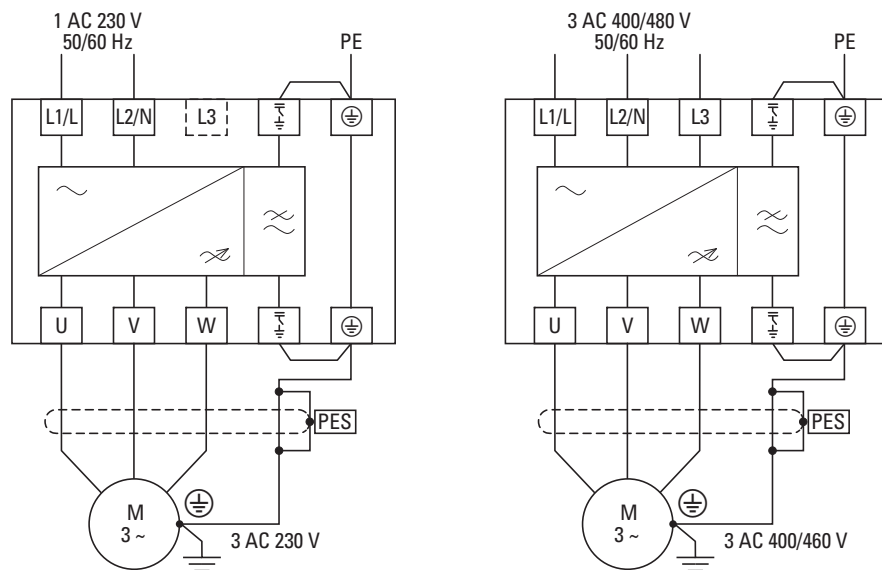 1 AC 230 V
50/60 Hz
PE
L1/L
L2/N
L3
U
V
W
PES
M
3 ~
3 AC 230 V
3 AC 400/480 V
50/60 Hz
PE
L1/L
L2/N
L3
U
V
W
PES
M
3 ~
3 AC 400/460 V